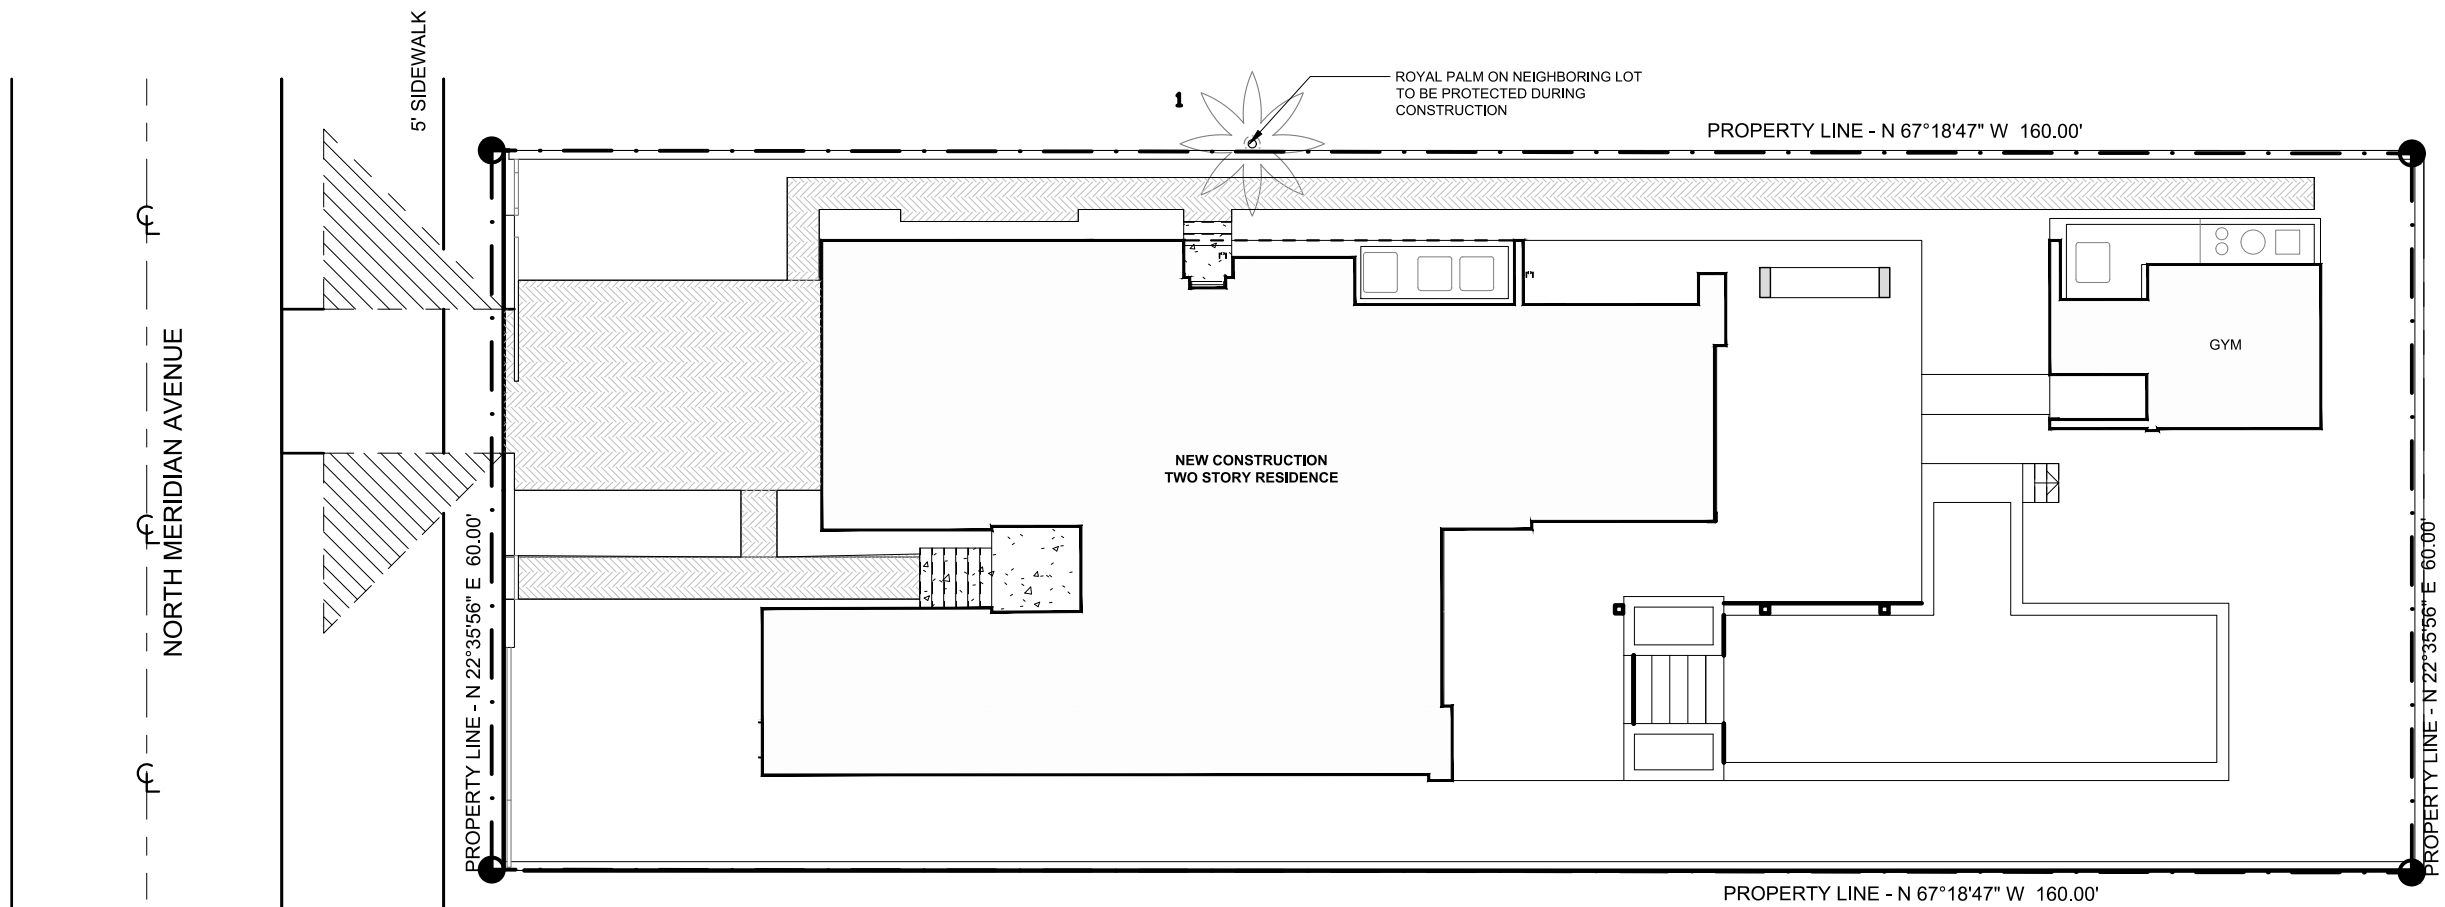 5' SIDEWALK
1
ROYAL PALM ON NEIGHBORING LOT
TO BE PROTECTED DURING
CONSTRUCTION
PROPERTY LINE - N 67°18'47" W 160.00'
NORTH MERIDIAN AVENUE
GYM
NEW CONSTRUCTION
TWO STORY RESIDENCE
PROPERTY LINE - N 22°35'56" E 60.00'
PROPERTY LINE - N 22°35'56" E 60.00'
PROPERTY LINE - N 67°18'47" W 160.00'